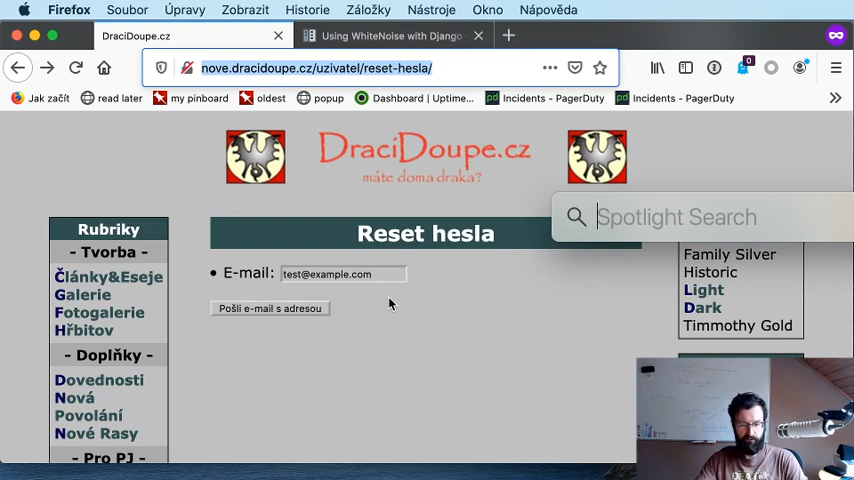 Firefox Soubor Úpravy Zobrazit Historie Záložky Nástroje Okno Nápověda
DraciDoupe.cz Using WhiteNoise with Django
nove.dracidoupe.cz/uzivatel/reset-hesla/
0
Jak začít read later my pinboard oldest popup Dashboard | Uptime... Incidents - PagerDuty Incidents - PagerDuty
DraciDoupe.cz
máte doma draka?
Spotlight Search
Rubriky
- Tvorba -
Články&Eseje
Galerie
Fotogalerie
Hřbitov
- Doplňky -
Dovednosti
Nová
Povolání
Nové Rasy
- Pro PJ -
Reset hesla
E-mail: test@example.com
Pošli e-mail s adresou
Family Silver
Historic
Light
Dark
Timmothy Gold